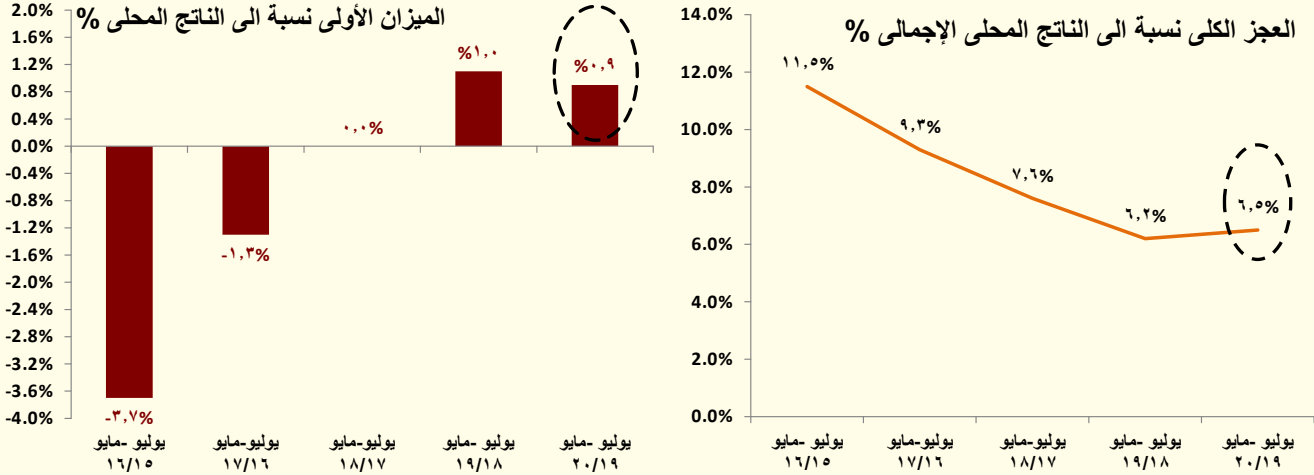 الميزان الأولى نسبة الى الناتج المحلى %
2.0%
1.6%
1.2%
0.8%
0.4%
0.0%
-0.4%
-0.8%
-1.2%
-1.6%
-2.0%
-2.4%
-2.8%
-3.2%
-3.6%
-4.0%
-٣,٧%
-١,٣%
٠,٠%
%١,٠
%٠,٩
يوليو -مايو ١٦/١٥
يوليو-مايو ١٧/١٦
يوليو-مايو ١٨/١٧
يوليو -مايو ١٩/١٨
يوليو -مايو ٢٠/١٩
العجز الكلى نسبة الى الناتج المحلى الإجمالى %
14.0%
12.0%
10.0%
8.0%
6.0%
4.0%
2.0%
0.0%
١١,٥%
٩,٣%
٧,٦%
٦,٢%
٦,٥%
يوليو -مايو ١٦/١٥
يوليو -مايو ١٧/١٦
يوليو -مايو ١٨/١٧
يوليو -مايو ١٩/١٨
يوليو -مايو ٢٠/١٩